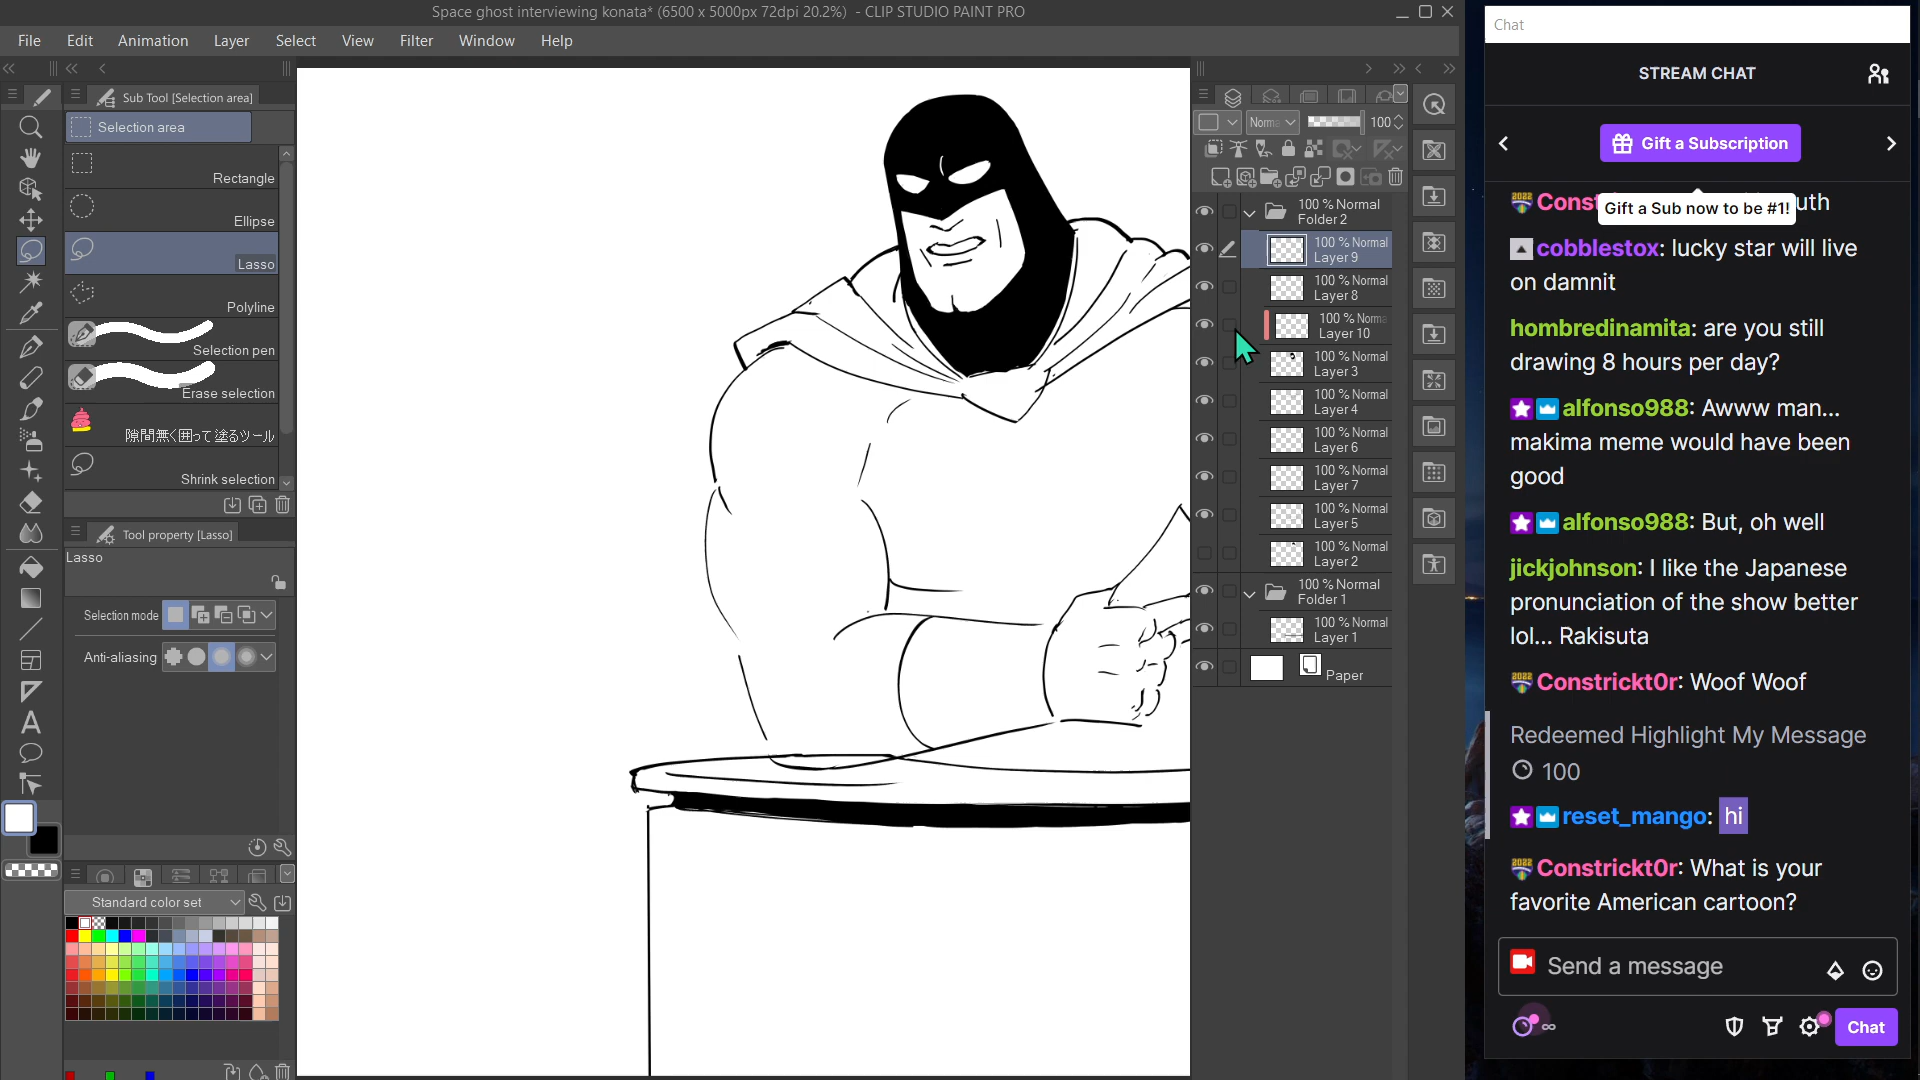 Space ghost interviewing konata* (6500 x 5000px 72dpi 20.2%) - CLIP STUDIO PAINT PRO
File Edit Animation Layer Select View Filter Window Help
Sub Tool [Selection area]
Selection area
Rectangle
Ellipse
Lasso
Polyline
Selection pen
Erase selection
隙間無く囲って塗るツール
Shrink selection
Tool property [Lasso]
Lasso
Selection mode
Anti-aliasing
Standard color set
Norma
100
100 % Normal
Folder 2
100 % Normal
Layer 9
100 % Normal
Layer 8
100 % Norma
Layer 10
100 % Normal
Layer 3
100 % Normal
Layer 4
100 % Normal
Layer 6
100 % Normal
Layer 7
100 % Normal
Layer 5
100 % Normal
Layer 2
100 % Normal
Folder 1
100 % Normal
Layer 1
Paper
Chat
STREAM CHAT
Gift a Subscription
Gift a Sub now to be #1!
cobblestox: lucky star will live
on damnit
hombredinamita: are you still
drawing 8 hours per day?
alfonso988: Awww man...
makima meme would have been
good
alfonso988: But, oh well
jickjohnson: I like the Japanese
pronunciation of the show better
lol... Rakisuta
Constrickt0r: Woof Woof
Redeemed Highlight My Message
100
reset_mango: hi
Constrickt0r: What is your
favorite American cartoon?
Send a message
Chat